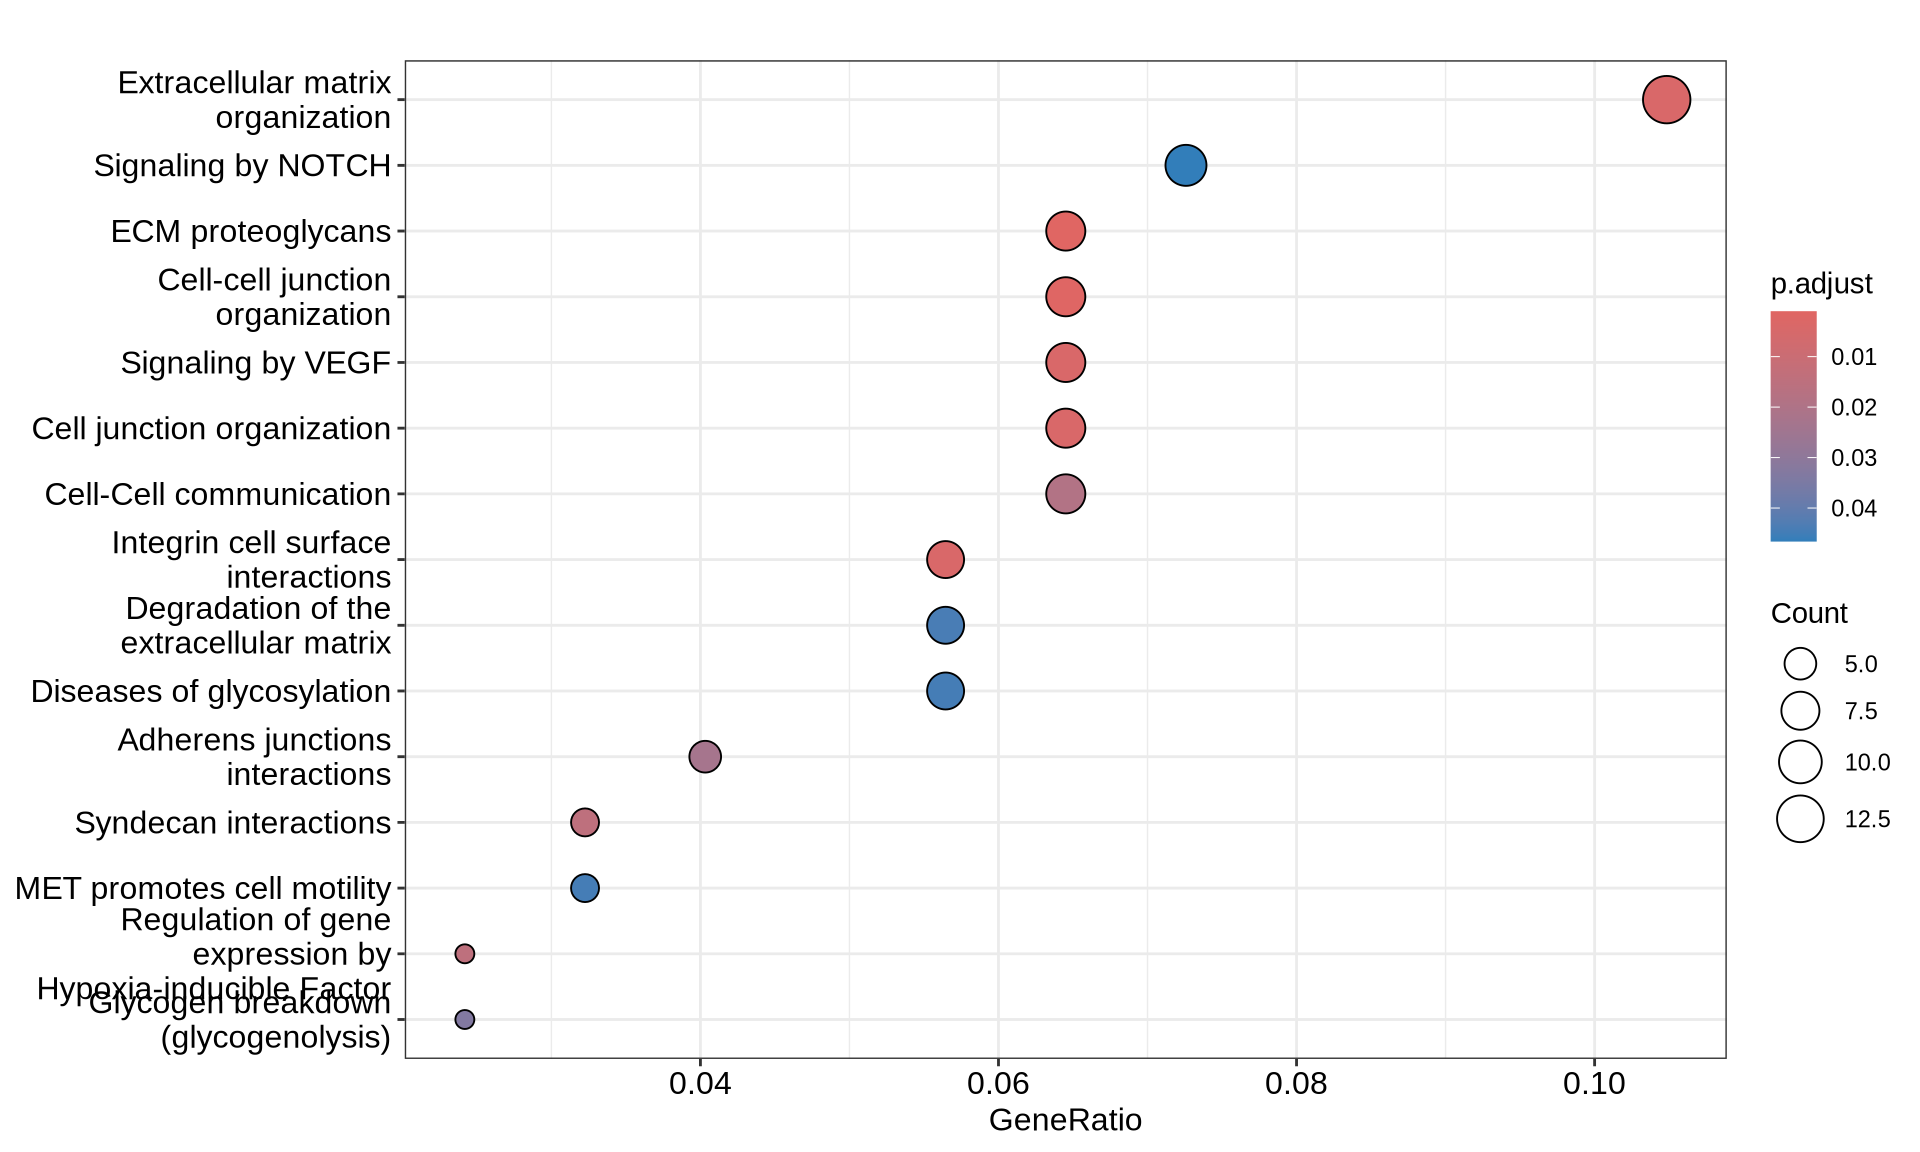 Extracellular matrix
organization
Signaling by NOTCH
ECM proteoglycans
Cell-cell junction
organization
Signaling by VEGF
Cell junction organization
Cell-Cell communication
Integrin cell surface
interactions
Degradation of the
extracellular matrix
Diseases of glycosylation
Adherens junctions
interactions
Syndecan interactions
MET promotes cell motility
Regulation of gene
expression by
Hypoxia-inducible Factor
Glycogen breakdown
(glycogenolysis)
0.04
0.06
0.08
0.10
GeneRatio
p.adjust
0.01
0.02
0.03
0.04
Count
5.0
7.5
10.0
12.5